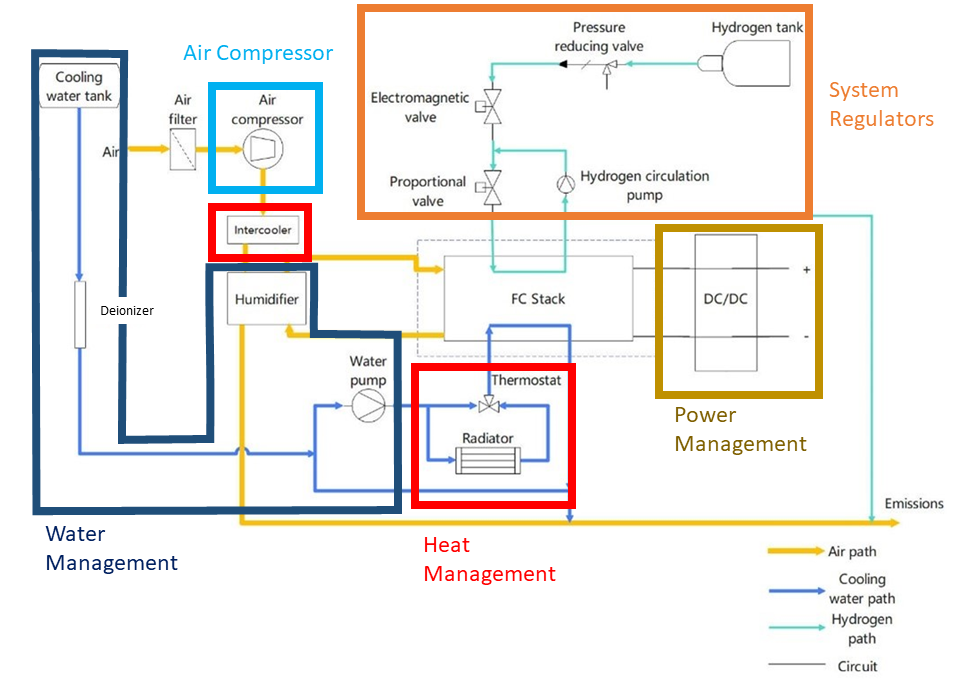 Pressure
reducing valve
Hydrogen tank
Air Compressor
Cooling
water tank
Air
filter
Air
compressor
Electromagnetic
valve
System
Regulators
Air
Proportional
valve
Hydrogen circulation
pump
Intercooler
Deionizer
Humidifier
FC Stack
DC/DC
+
-
Water
pump
Thermostat
Radiator
Power
Management
Emissions
Water
Management
Heat
Management
Air path
Cooling
water path
Hydrogen
path
Circuit